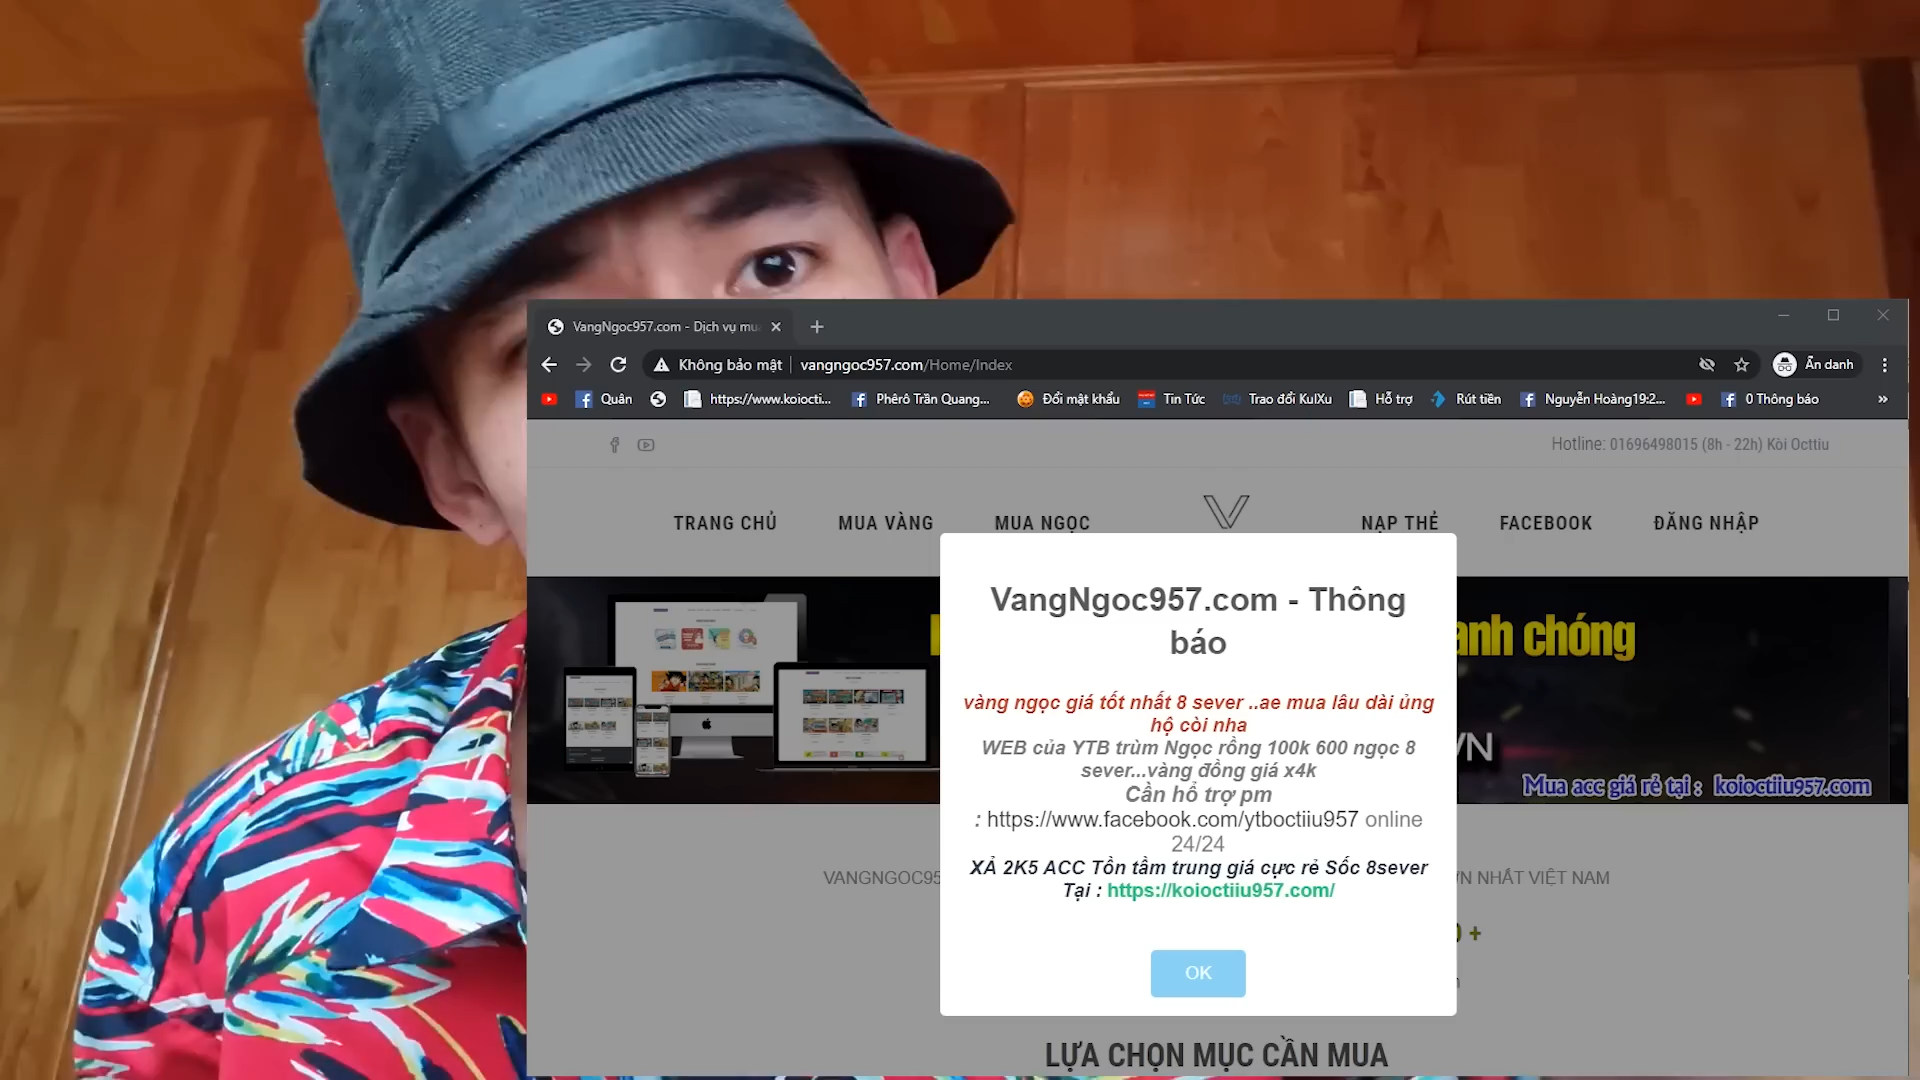 VangNgoc957.com - Dịch vụ mu
Không bảo mật
vangngoc957.com/Home/Index
Ẩn danh
Quân
https://www.koiocti...
Phêrô Trần Quang...
Đổi mật khẩu
Tin Tức
Trao đổi KulXu
Hỗ trợ
Rút tiền
Nguyễn Hoàng19:2...
0 Thông báo
»
Hotline: 01696498015 (8h - 22h) Kòi Octtiu
TRANG CHỦ
MUA VÀNG
MUA NGỌC
NẠP THẺ
FACEBOOK
ĐĂNG NHẬP
VangNgoc957.com - Thông
báo
vàng ngọc giá tốt nhất 8 sever ..ae mua lâu dài ủng
hộ còi nha
WEB của YTB trùm Ngọc rồng 100k 600 ngọc 8
sever...vàng đồng giá x4k
Cần hổ trợ pm
: https://www.facebook.com/ytboctiiu957 online
24/24
XẢ 2K5 ACC Tồn tầm trung giá cực rẻ Sốc 8sever
Tại : https://koioctiiu957.com/
OK
anh chóng
VN
Mua acc giá rẻ tại : koioctiiu957.com
VANGNGOC95
VN NHẤT VIỆT NAM
+
LỰA CHỌN MỤC CẦN MUA